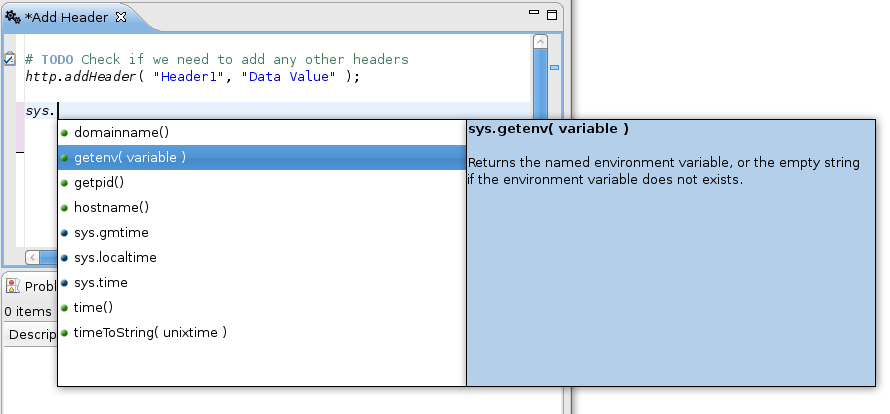 *Add Header
# TODO Check if we need to add any other headers
http.addHeader( "Header1", "Data Value" );
sys.
domainname()
getenv( variable )
getpid()
hostname()
sys.gmtime
sys.localtime
sys.time
time()
timeToString( unixtime )
sys.getenv( variable )
Returns the named environment variable, or the empty string
if the environment variable does not exists.
Probl
0 items
Descrip